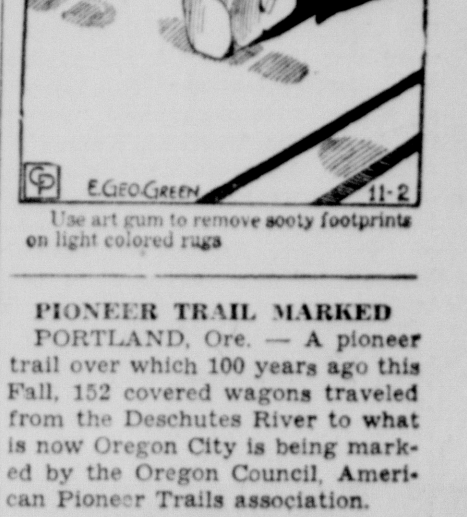 CP E.GEO.GREEN 11-2
Use art gum to remove sooty footprints
on light colored rugs
PIONEER TRAIL MARKED
PORTLAND, Ore. — A pioneer
trail over which 100 years ago this
Fall, 152 covered wagons traveled
from the Deschutes River to what
is now Oregon City is being mark-
ed by the Oregon Council, Ameri-
can Pioneer Trails association.